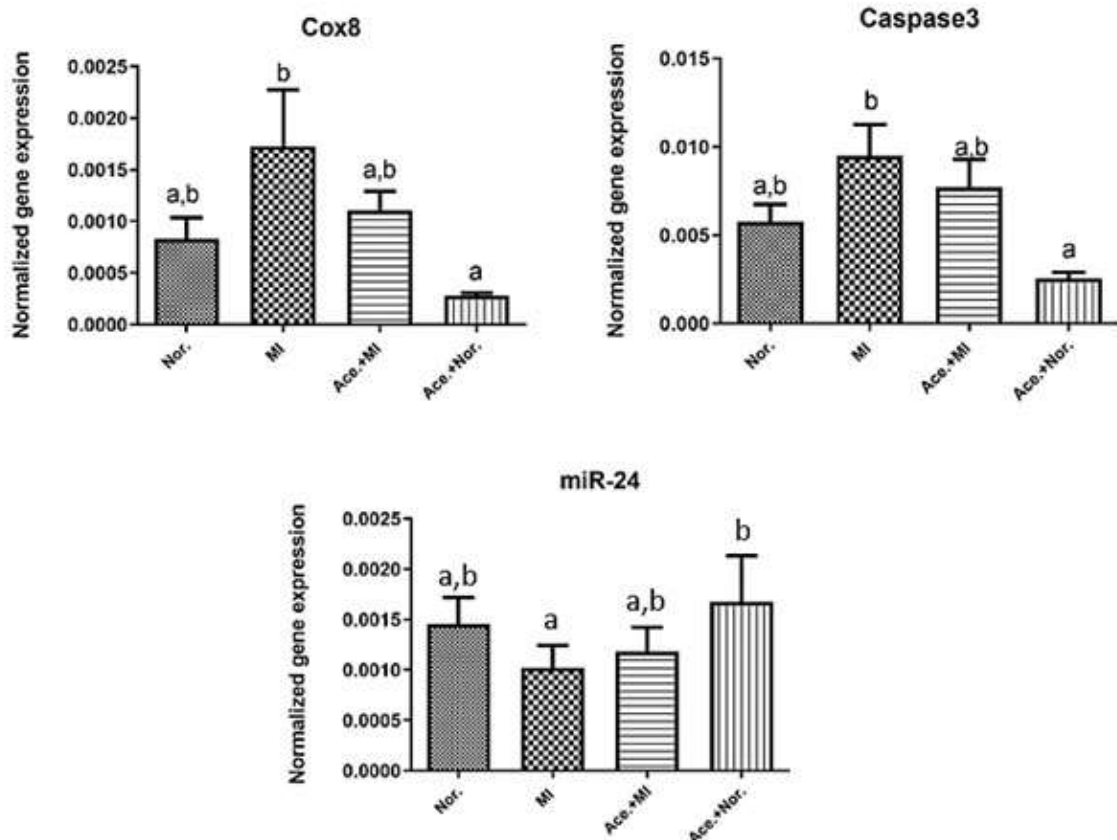 Cox8
Normalized gene expression
0.0025
0.0020
0.0015
0.0010
0.0005
0.0000
a,b
b
a,b
a
Nor.
MI
Ace.+MI
Ace.+Nor.
Caspase3
Normalized gene expression
0.015
0.010
0.005
0.000
a,b
b
a,b
a
Nor.
MI
Ace.+MI
Ace.+Nor.
miR-24
Normalized gene expression
0.0025
0.0020
0.0015
0.0010
0.0005
0.0000
a,b
a
a,b
b
Nor.
MI
Ace.+MI
Ace.+Nor.